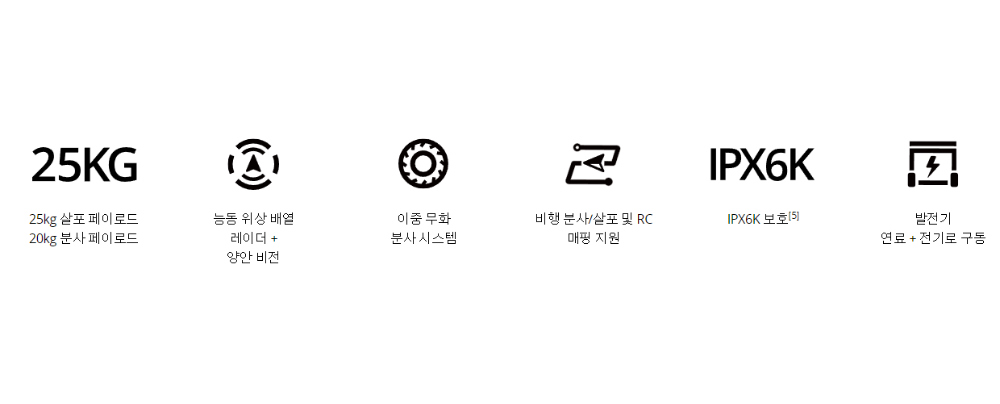 25KG
25kg 살포 페이로드
20kg 분사 페이로드
능동 위상 배열
레이더 +
양안 비전
이중 무화
분사 시스템
비행 분사/살포 및 RC
매핑 지원
IPX6K
IPX6K 보호[5]
발전기
연료 + 전기로 구동